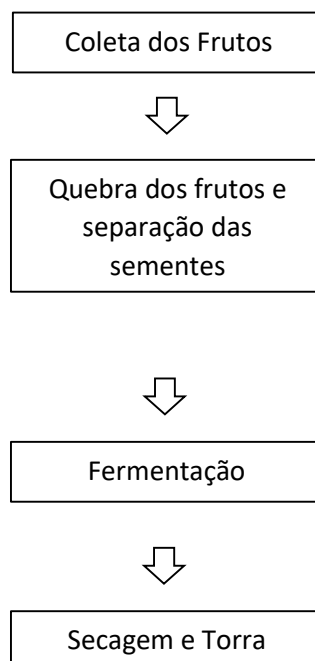 Coleta dos Frutos
Quebra dos frutos e
separação das
sementes
Fermentação
Secagem e Torra